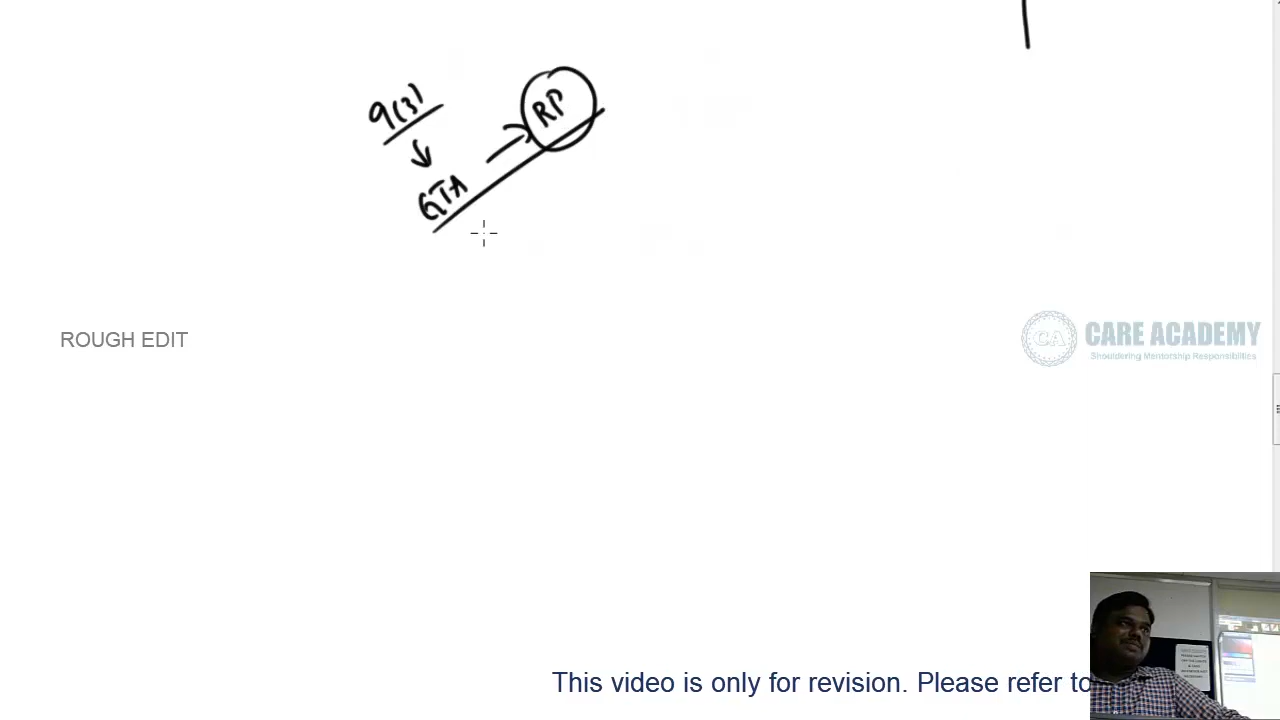 9(3)
RP
GTA
ROUGH EDIT
CA
CARE ACADEMY
Shouldering Mentorship Responsibilities
This video is only for revision. Please refer to